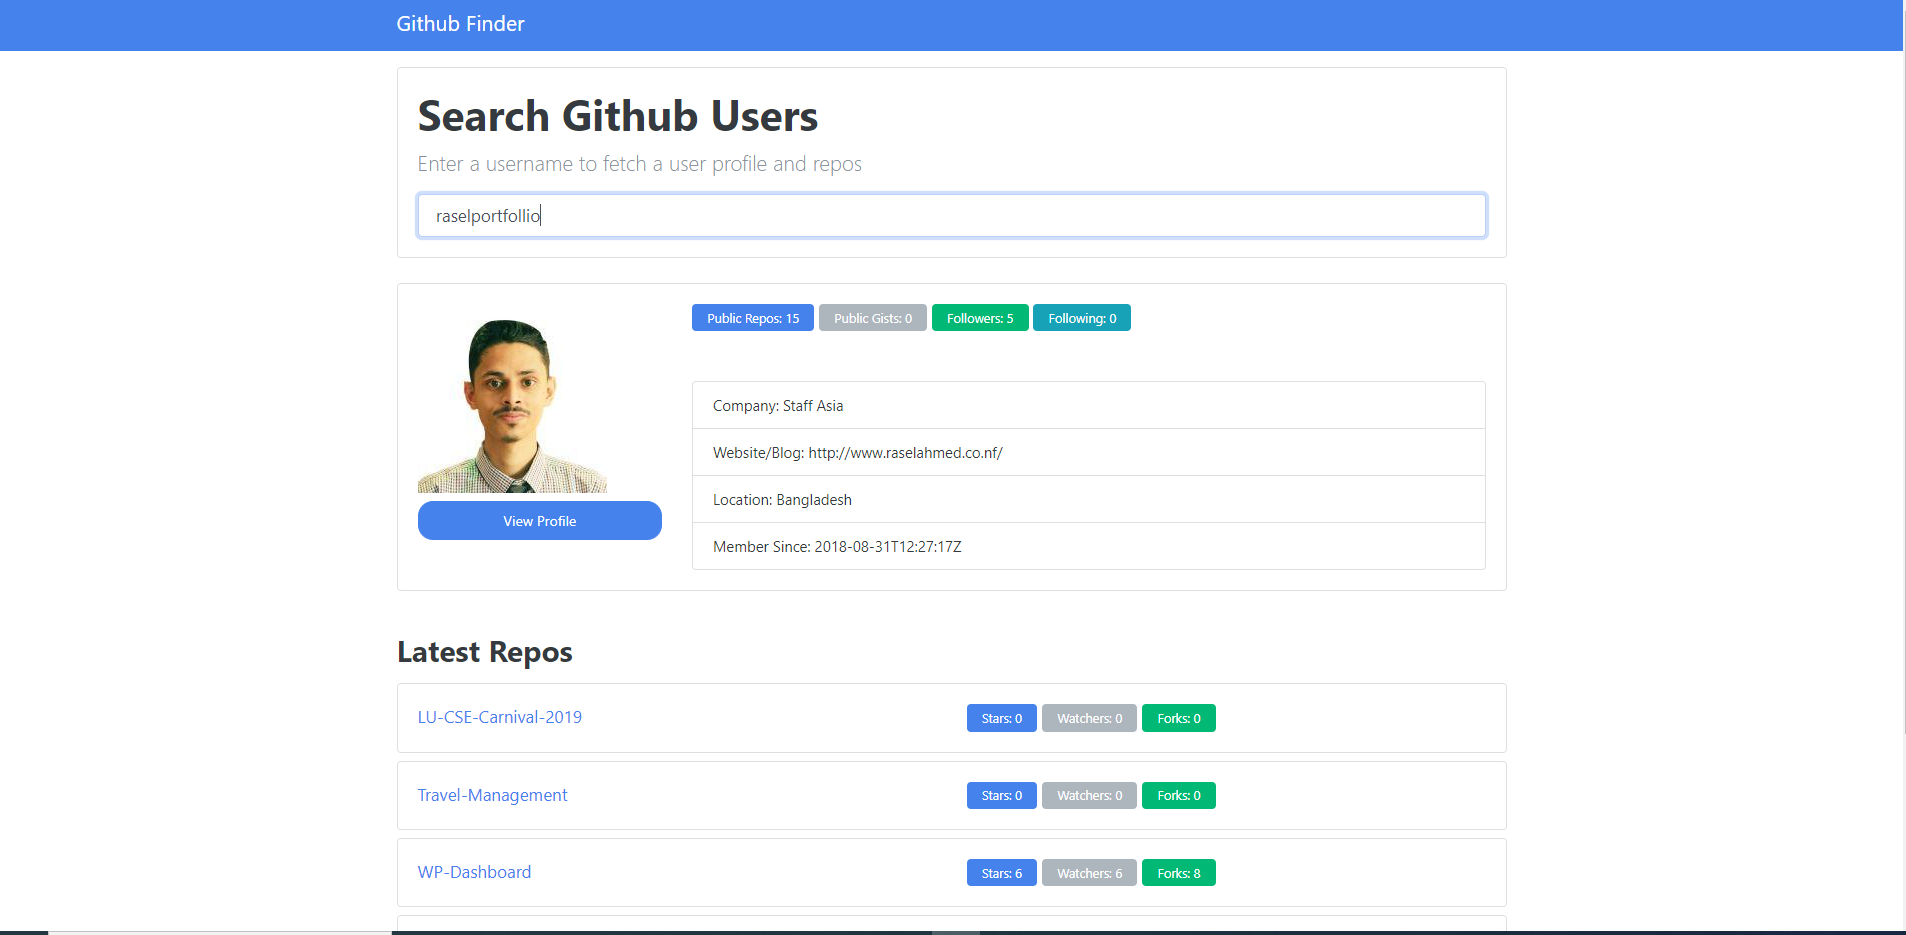 Github Finder
Search Github Users
Enter a username to fetch a user profile and repos
raselportfollio
Public Repos: 15 Public Gists: 0 Followers: 5 Following: 0
Company: Staff Asia
Website/Blog: http://www.raselahmed.co.nf/
Location: Bangladesh
Member Since: 2018-08-31T12:27:17Z
View Profile
Latest Repos
LU-CSE-Carnival-2019 Stars: 0 Watchers: 0 Forks: 0
Travel-Management Stars: 0 Watchers: 0 Forks: 0
WP-Dashboard Stars: 6 Watchers: 6 Forks: 8